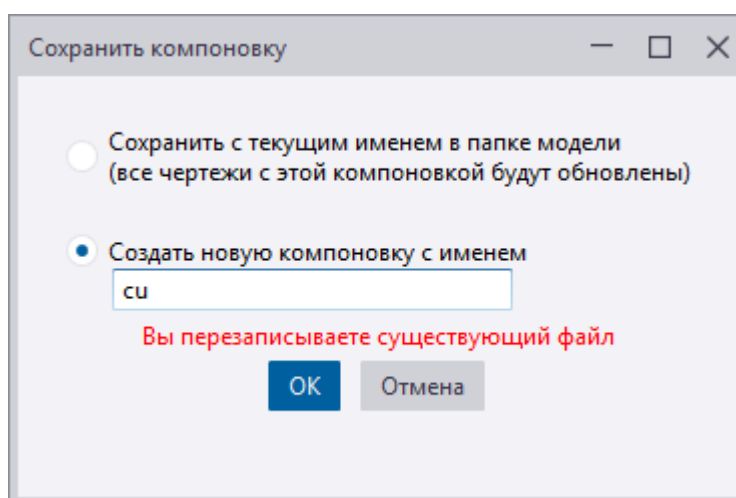 Сохранить компоновку
Сохранить с текущим именем в папке модели
(все чертежи с этой компоновкой будут обновлены)
Создать новую компоновку с именем
cu
Вы перезаписываете существующий файл
ОК Отмена